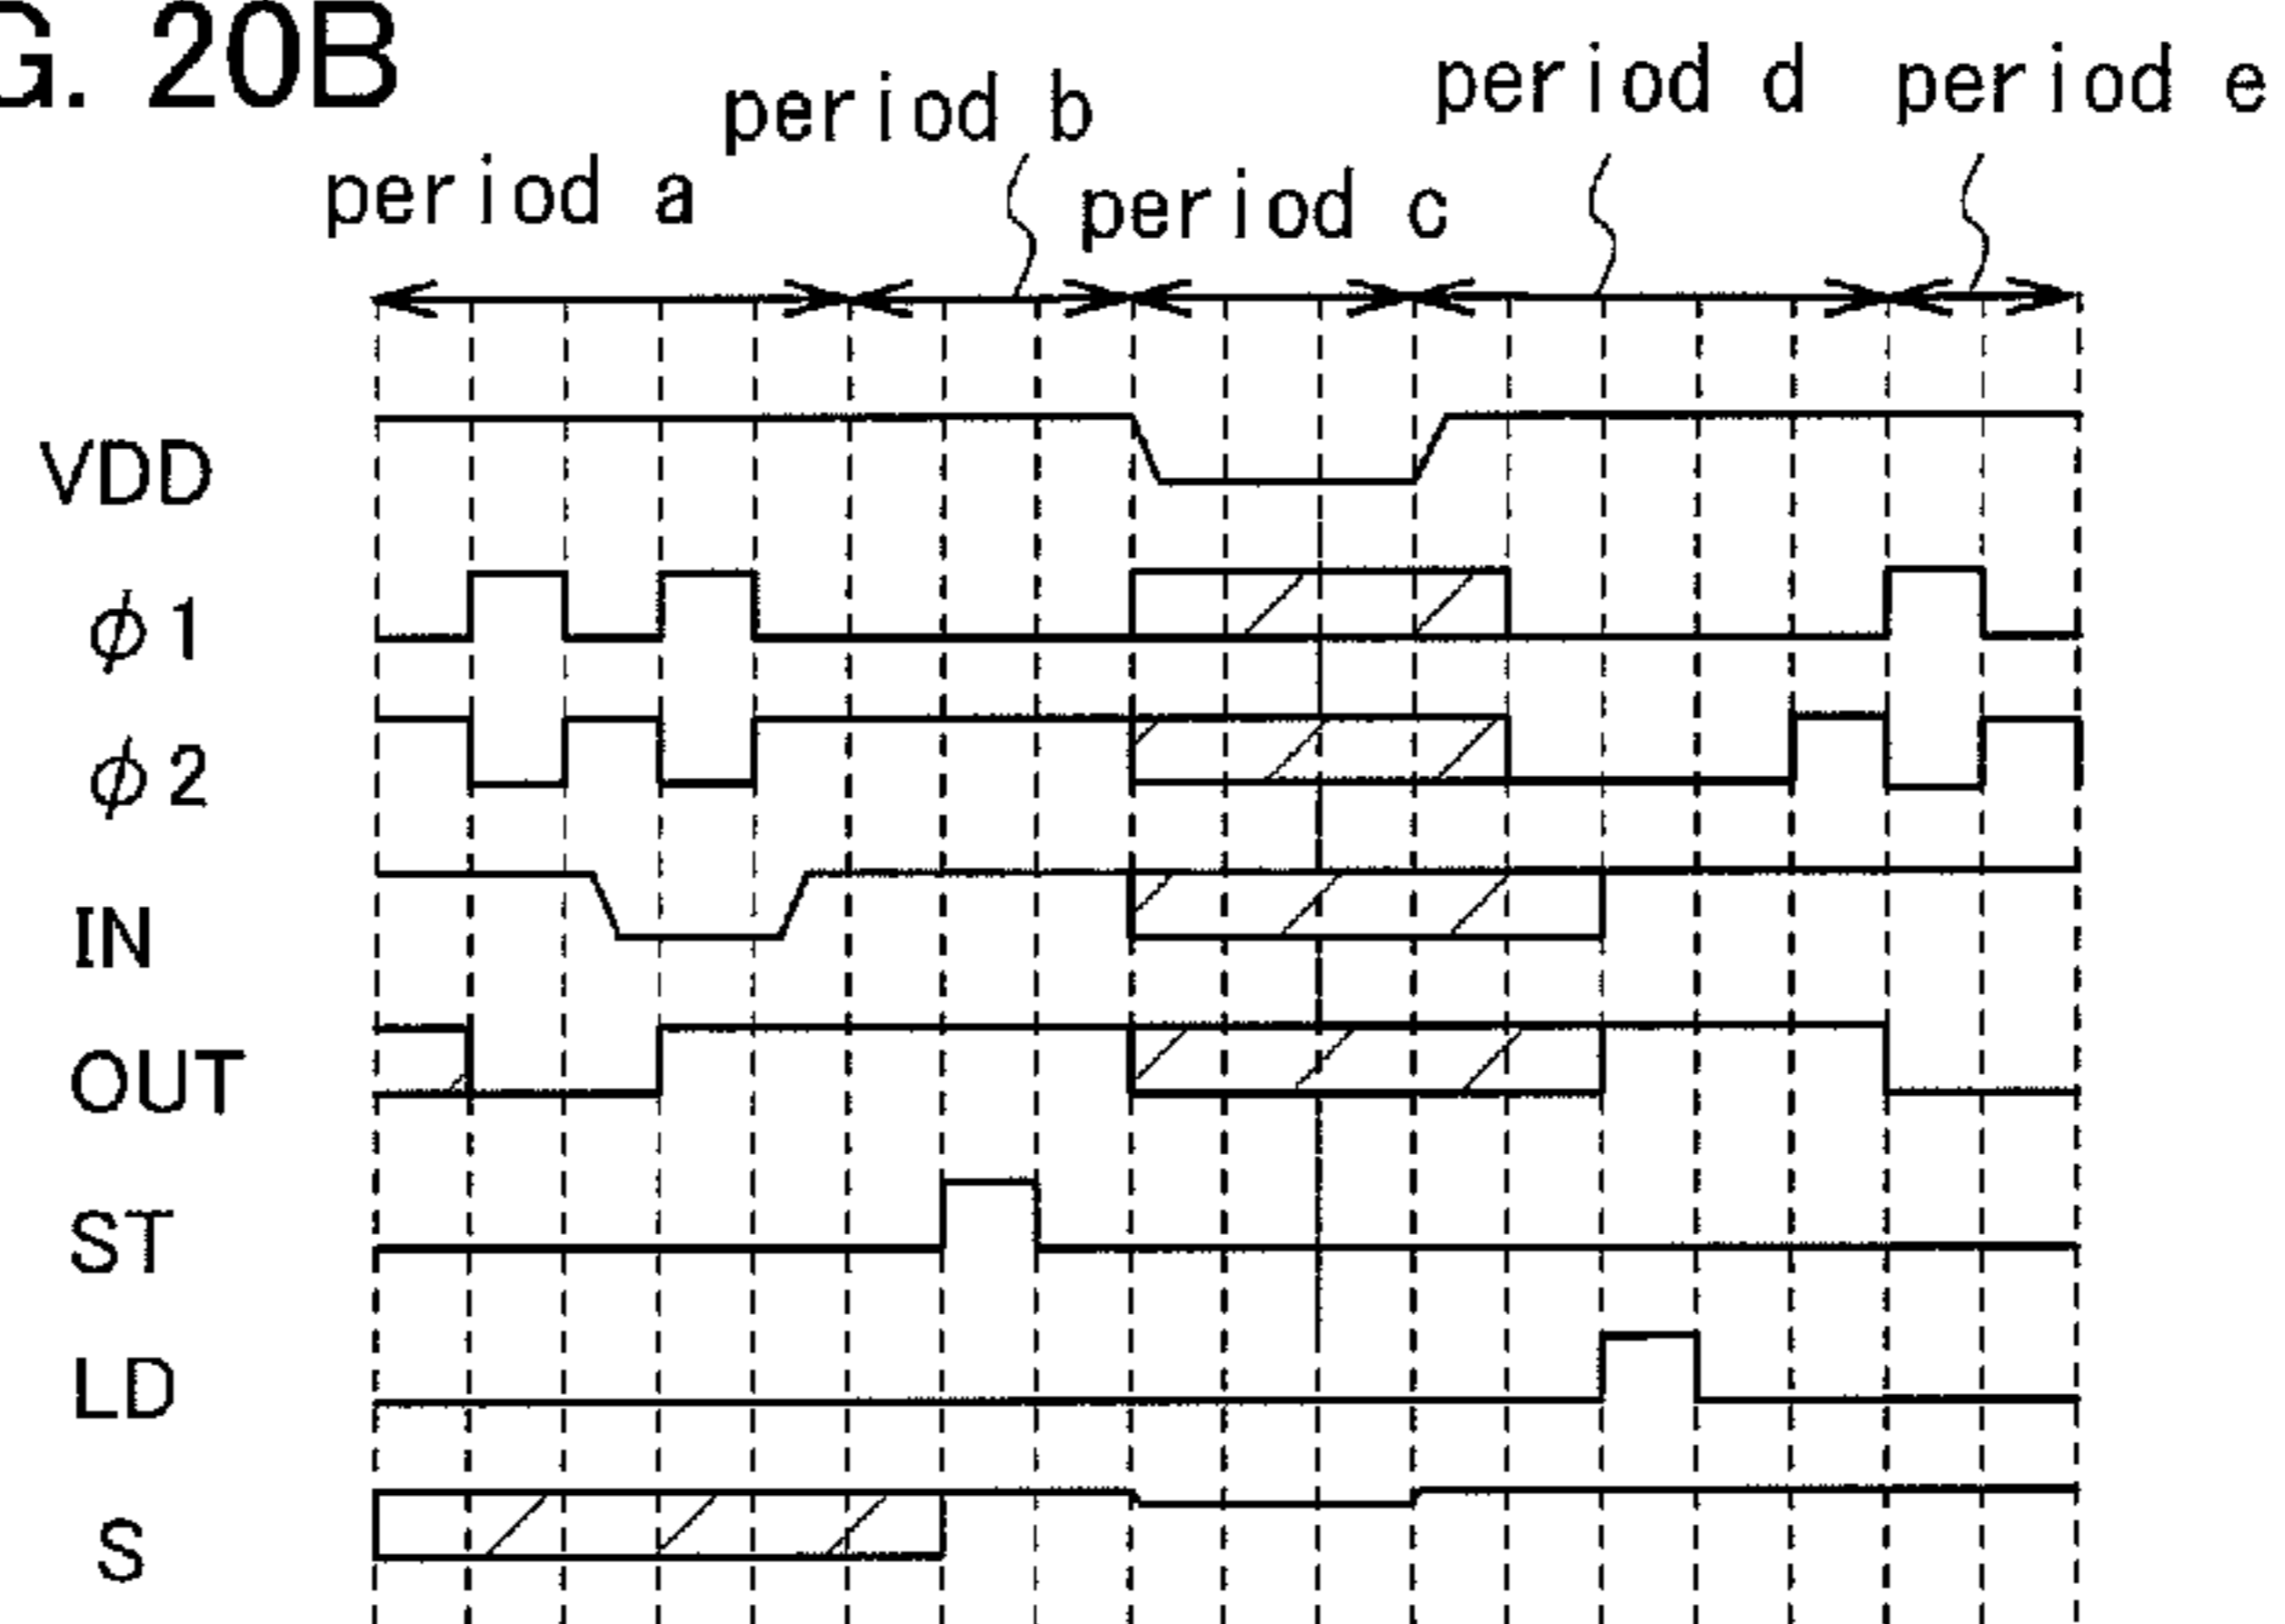 G. 20B
period a
period b
period c
period d
period e
VDD
ϕ1
ϕ2
IN
OUT
ST
LD
S